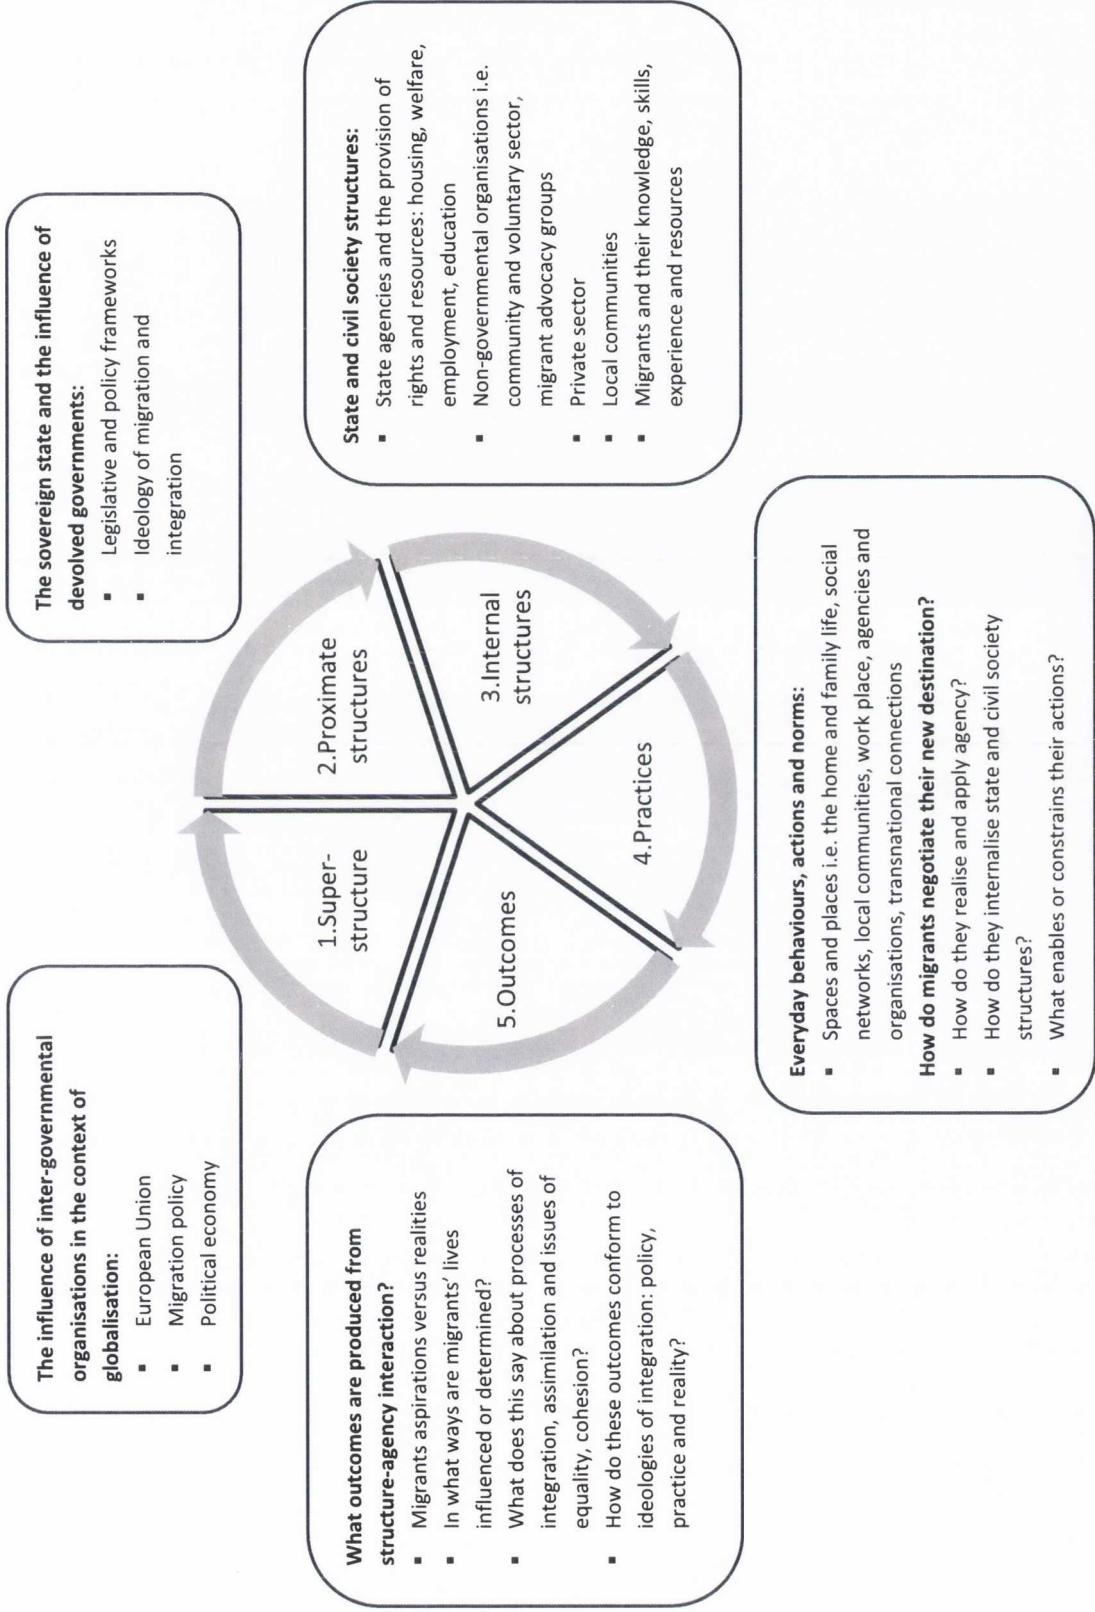 The influence of inter-governmental
organisations in the context of
globalisation:
▪ European Union
▪ Migration policy
▪ Political economy
The sovereign state and the influence of
devolved governments:
▪ Legislative and policy frameworks
▪ Ideology of migration and
integration
1.Super-
structure
2.Proximate
structures
3.Internal
structures
4.Practices
5.Outcomes
What outcomes are produced from
structure-agency interaction?
▪ Migrants aspirations versus realities
▪ In what ways are migrants' lives
influenced or determined?
▪ What does this say about processes of
integration, assimilation and issues of
equality, cohesion?
▪ How do these outcomes conform to
ideologies of integration: policy,
practice and reality?
State and civil society structures:
▪ State agencies and the provision of
rights and resources: housing, welfare,
employment, education
▪ Non-governmental organisations i.e.
community and voluntary sector,
migrant advocacy groups
▪ Private sector
▪ Local communities
▪ Migrants and their knowledge, skills,
experience and resources
Everyday behaviours, actions and norms:
▪ Spaces and places i.e. the home and family life, social
networks, local communities, work place, agencies and
organisations, transnational connections
How do migrants negotiate their new destination?
▪ How do they realise and apply agency?
▪ How do they internalise state and civil society
structures?
▪ What enables or constrains their actions?